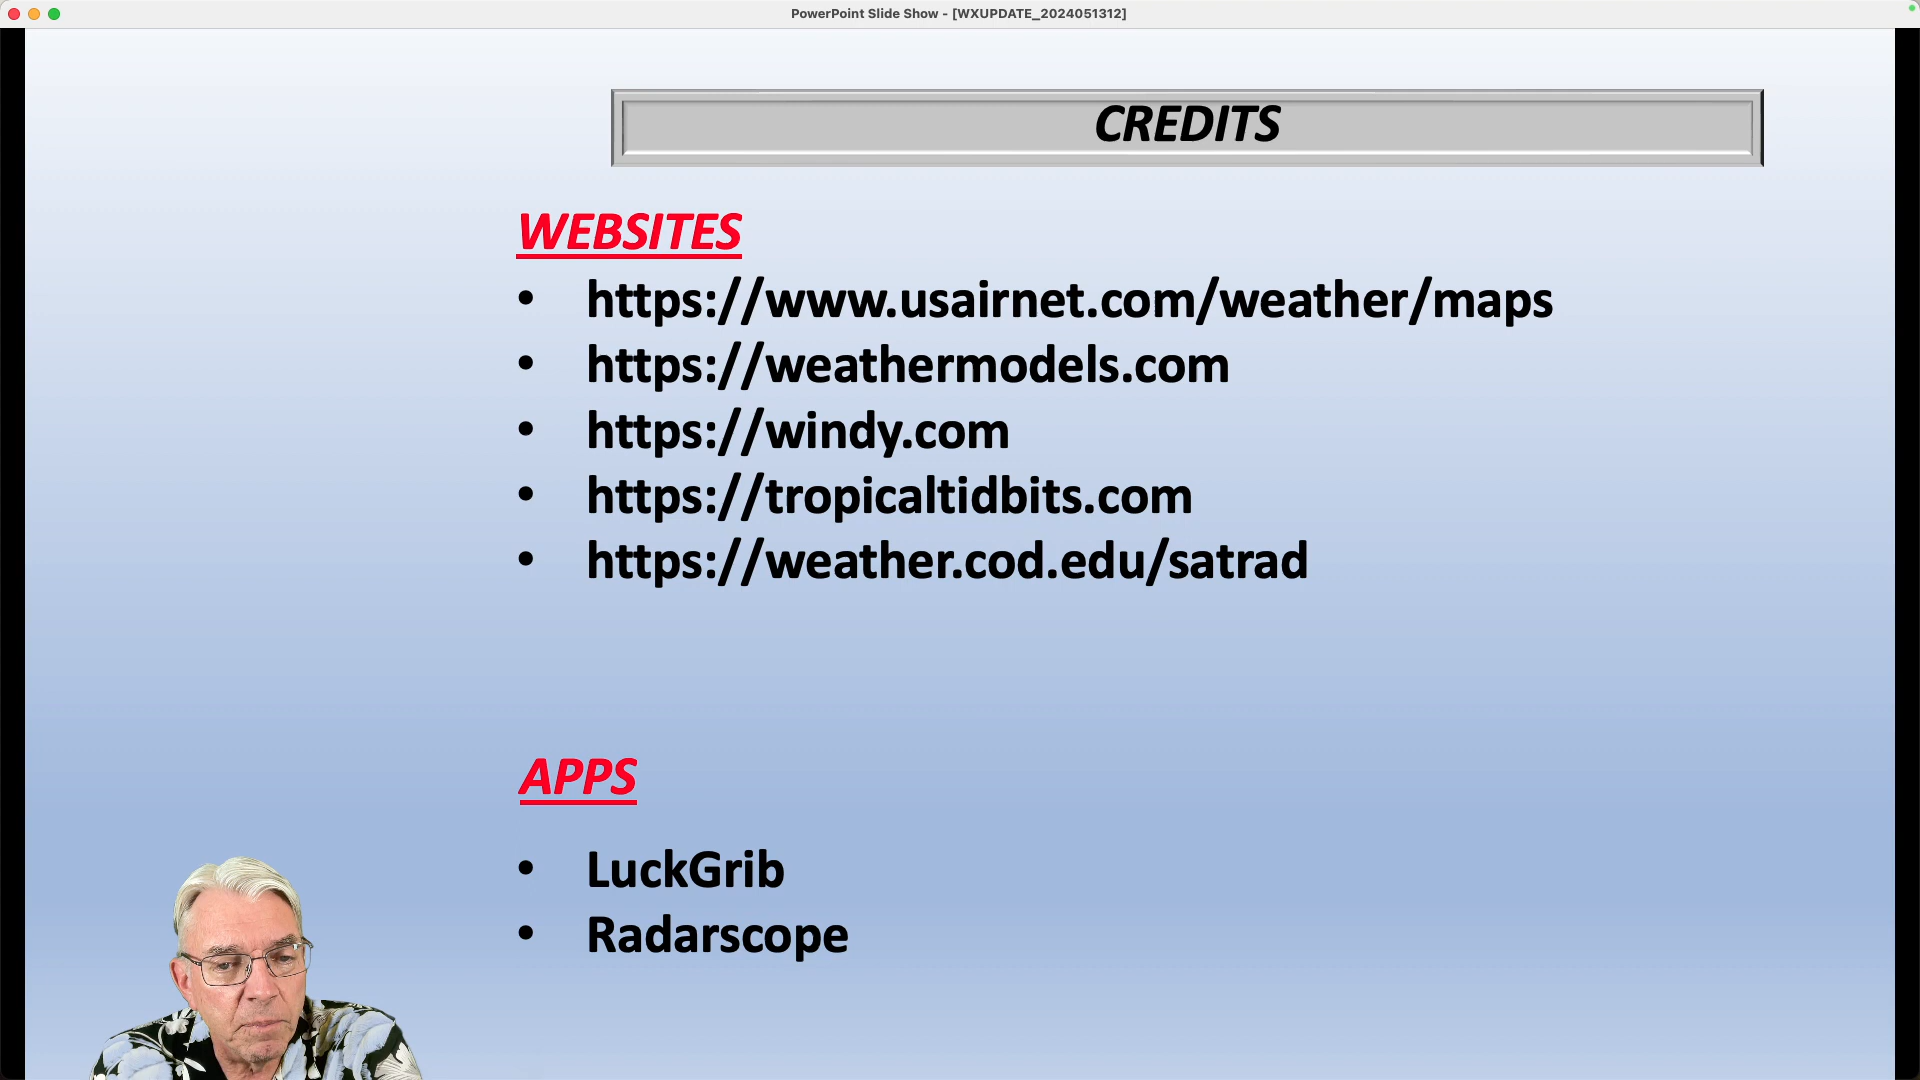 PowerPoint Slide Show - [WXUPDATE_2024051312]
CREDITS
WEBSITES
• https://www.usairnet.com/weather/maps
• https://weathermodels.com
• https://windy.com
• https://tropicaltidbits.com
• https://weather.cod.edu/satrad
APPS
• LuckGrib
• Radarscope